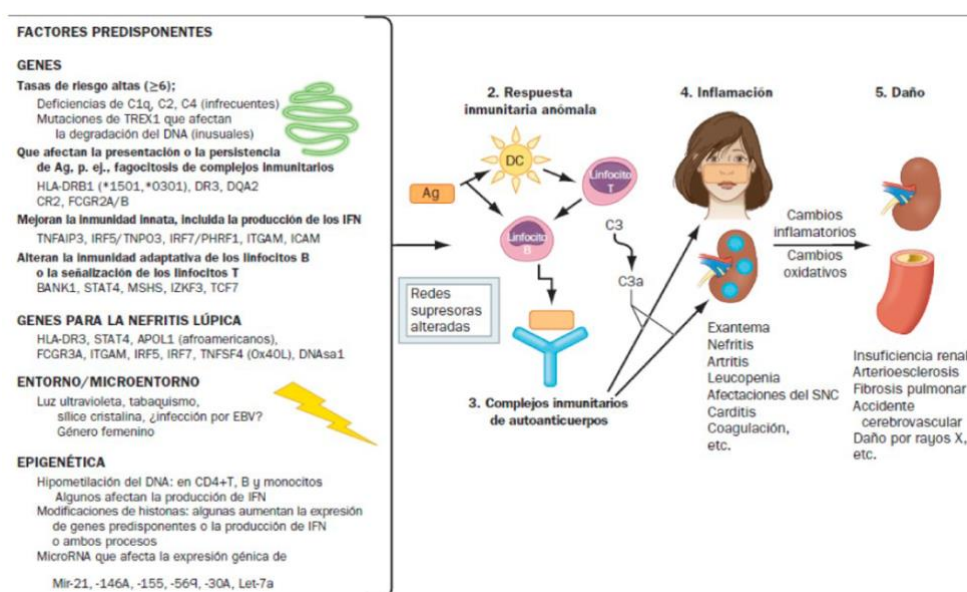 FACTORES PREDISPONENTES
GENES
Tasas de riesgo altas (≥6);
Deficiencias de C1q, C2, C4 (infrecuentes)
Mutaciones de TREX1 que afectan
la degradación del DNA (inusuales)
Que afectan la presentación o la persistencia
de Ag, p. ej., fagocitosis de complejos inmunitarios
HLA-DRB1 (*1501,*0301), DR3, DQA2
CR2, FCGR2A/B
Mejoran la inmunidad innata, incluida la producción de los IFN
TNFAIP3, IRF5/TNPO3, IRF7/PHRF1, ITGAM, ICAM
Alteran la inmunidad adaptativa de los linfocitos B
o la señalización de los linfocitos T
BANK1, STAT4, MSHS, IZKF3, TCF7
GENES PARA LA NEFRITIS LÚPICA
HLA-DR3, STAT4, APOL1 (afroamericanos),
FCGR3A, ITGAM, IRF5, IRF7, TNFSF4 (0x40L), DNAsa1
ENTORNO/MICROENTORNO
Luz ultravioleta, tabaquismo,
sílice cristalina, ¿infección por EBV?
Género femenino
EPIGENÉTICA
Hipometilación del DNA: en CD4+T, B y monocitos
Algunos afectan la producción de IFN
Modificaciones de histonas: algunas aumentan la expresión
de genes predisponentes o la producción de IFN
o ambos procesos
MicroRNA que afecta la expresión génica de
Mir-21, -146A, -155, -569, -30A, Let-7a
2. Respuesta
inmunitaria anómala
DC
Ag
Linfocito
T
Linfocito
B
C3
C3a
Redes
supresoras
alteradas
3. Complejos inmunitarios
de autoanticuerpos
4. Inflamación
Exantema
Nefritis
Artritis
Leucopenia
Afectaciones del SNC
Carditis
Coagulación,
etc.
Cambios
inflamatorios
Cambios
oxidativos
5. Daño
Insuficiencia renal
Arterioesclerosis
Fibrosis pulmonar
Accidente
cerebrovascular
Daño por rayos X,
etc.